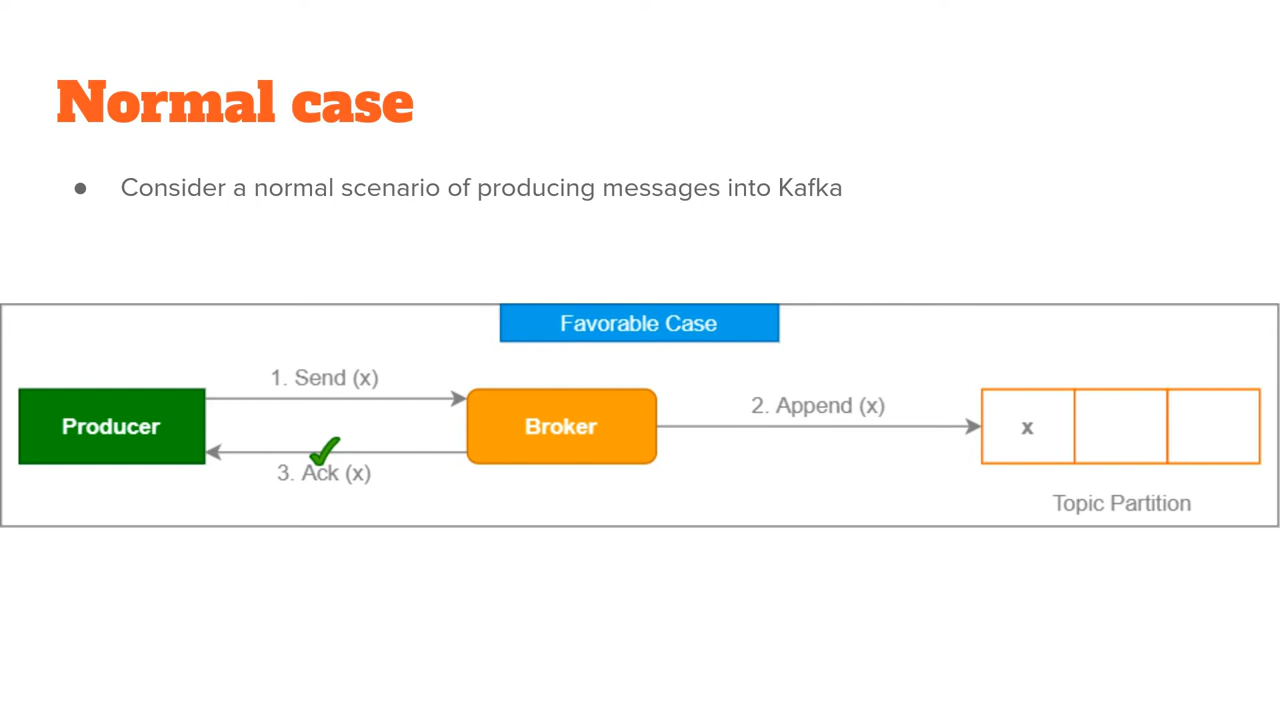 Normal case
● Consider a normal scenario of producing messages into Kafka
Favorable Case
1. Send (x)
Producer
3. Ack (x)
Broker
2. Append (x)
x
Topic Partition